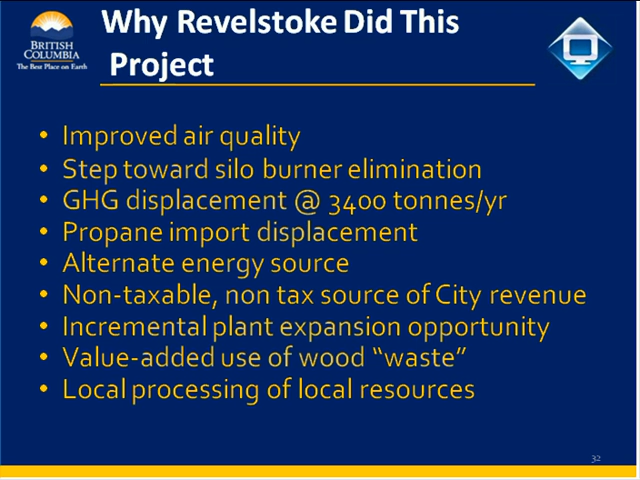 Why Revelstoke Did This
Project
BRITISH
COLUMBIA
The Best Place on Earth
• Improved air quality
• Step toward silo burner elimination
• GHG displacement @ 3400 tonnes/yr
• Propane import displacement
• Alternate energy source
• Non-taxable, non tax source of City revenue
• Incremental plant expansion opportunity
• Value-added use of wood “waste”
• Local processing of local resources
32